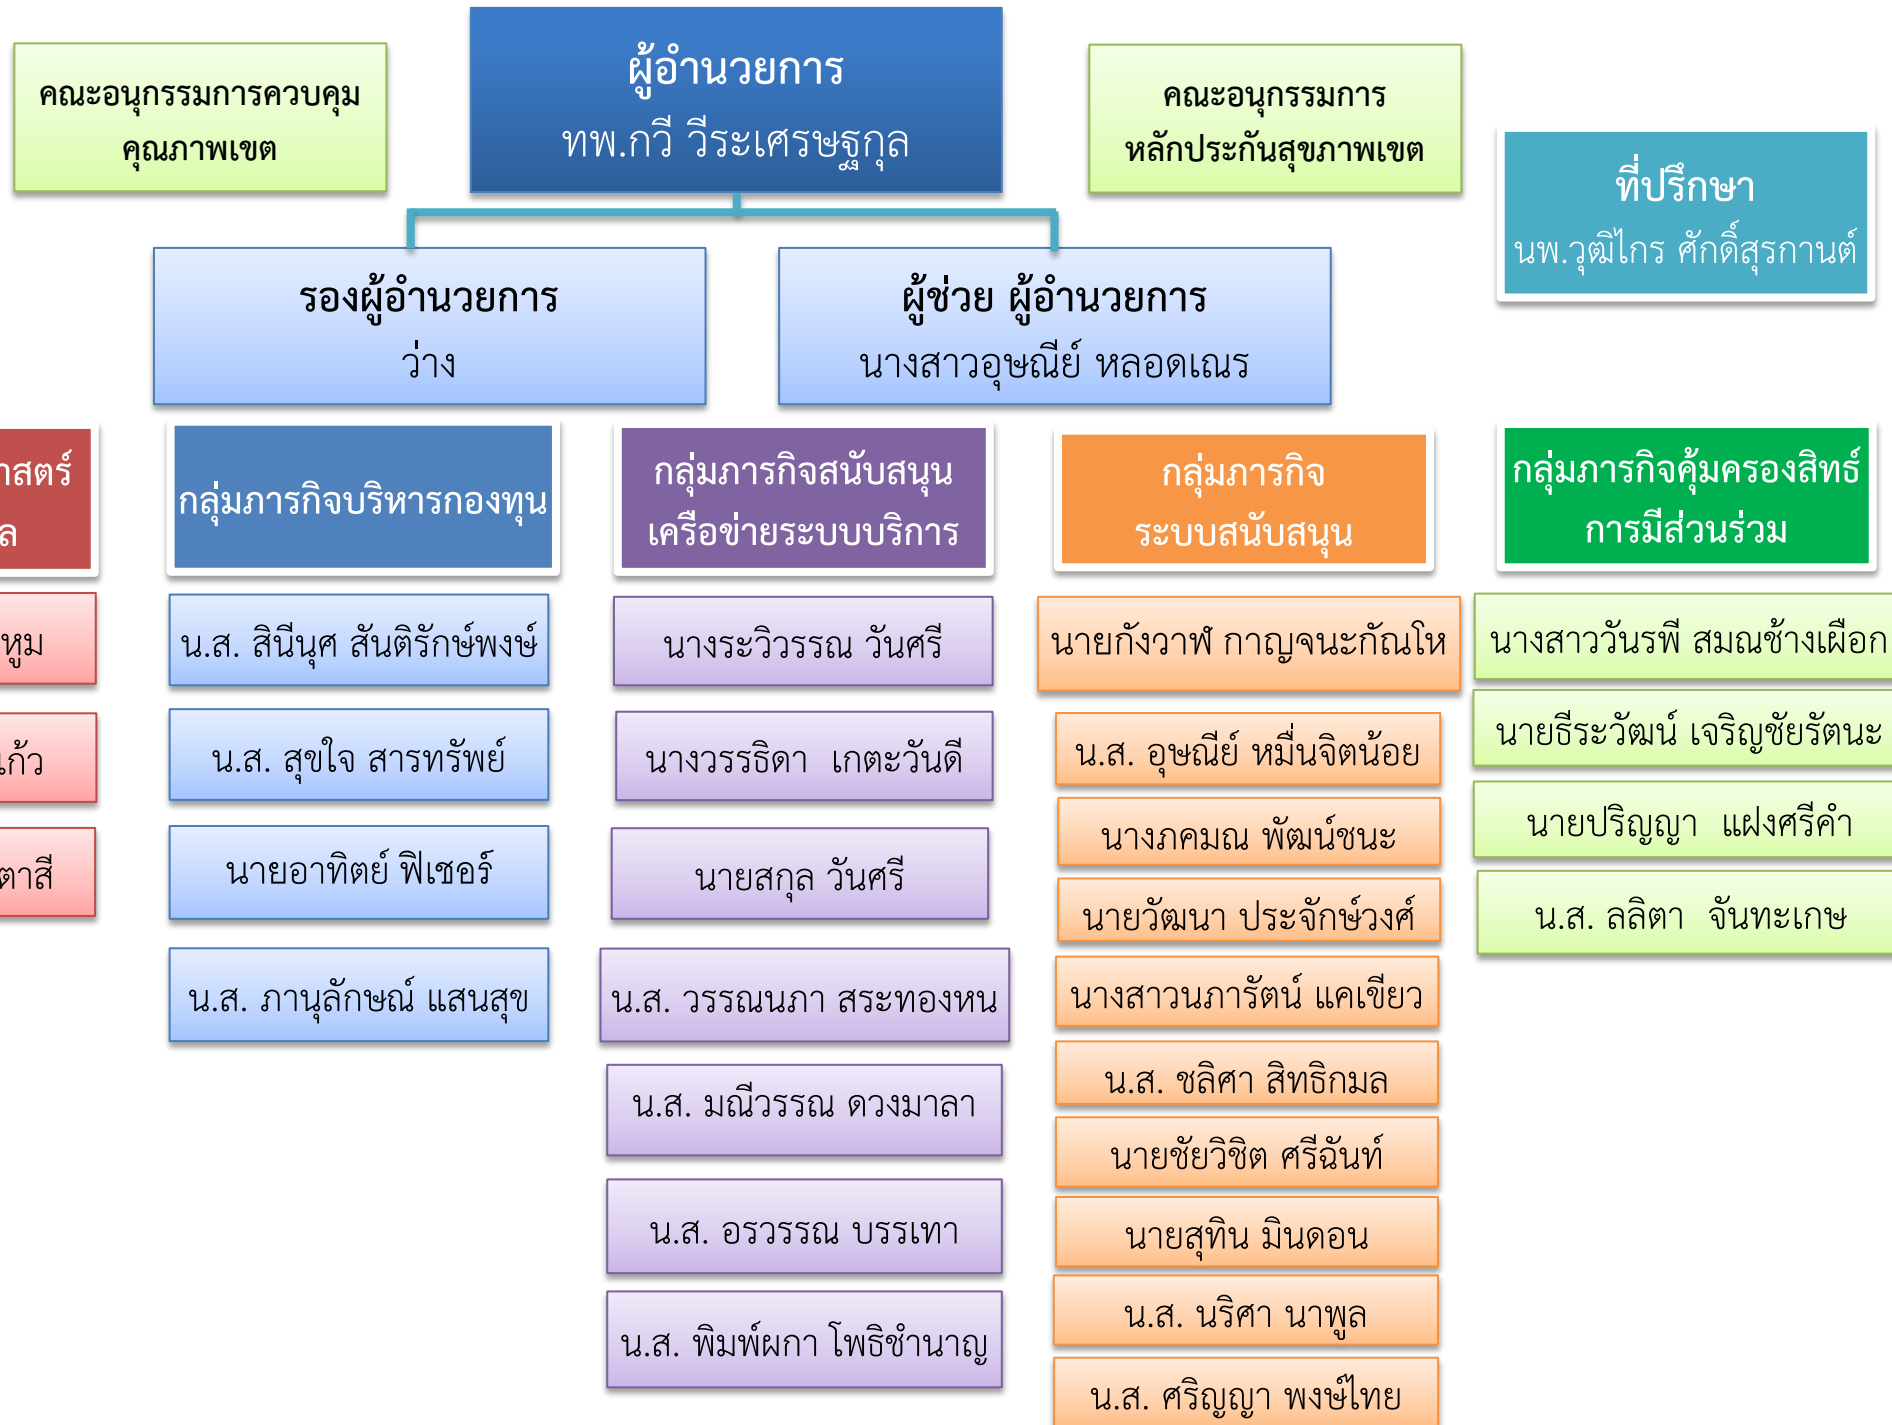 คณะอนุกรรมการควบคุม
คุณภาพเขต
ผู้อำนวยการ
ทพ.กวี วีระเศรษฐกุล
คณะอนุกรรมการ
หลักประกันสุขภาพเขต
ที่ปรึกษา
นพ.วุฒิไกร ศักดิ์สุรกานต์
รองผู้อำนวยการ
ว่าง
ผู้ช่วย ผู้อำนวยการ
นางสาวอุษณีย์ หลอดเณร
าสตร์
ล
หูม
แก้ว
ตาสี
กลุ่มภารกิจบริหารกองทุน
น.ส. สินีนุศ สันติรักษ์พงษ์
น.ส. สุขใจ สารทรัพย์
นายอาทิตย์ ฟิเชอร์
น.ส. ภานุลักษณ์ แสนสุข
กลุ่มภารกิจสนับสนุน
เครือข่ายระบบบริการ
นางระวิวรรณ วันศรี
นางวรรธิดา เกตะวันดี
นายสกุล วันศรี
น.ส. วรรณนภา สระทองหน
น.ส. มณีวรรณ ดวงมาลา
น.ส. อรวรรณ บรรเทา
น.ส. พิมพ์ผกา โพธิชำนาญ
กลุ่มภารกิจ
ระบบสนับสนุน
นายกังวาฬ กาญจนะกัณโห
น.ส. อุษณีย์ หมื่นจิตน้อย
นางภคมณ พัฒน์ชนะ
นายวัฒนา ประจักษ์วงศ์
นางสาวนภารัตน์ แคเขียว
น.ส. ชลิศา สิทธิกมล
นายชัยวิชิต ศรีฉันท์
นายสุทิน มินดอน
น.ส. นริศา นาพูล
น.ส. ศริญญา พงษ์ไทย
กลุ่มภารกิจคุ้มครองสิทธ์
การมีส่วนร่วม
นางสาววันรพี สมณช้างเผือก
นายธีระวัฒน์ เจริญชัยรัตนะ
นายปริญญา แฝงศรีคำ
น.ส. ลลิตา จันทะเกษ